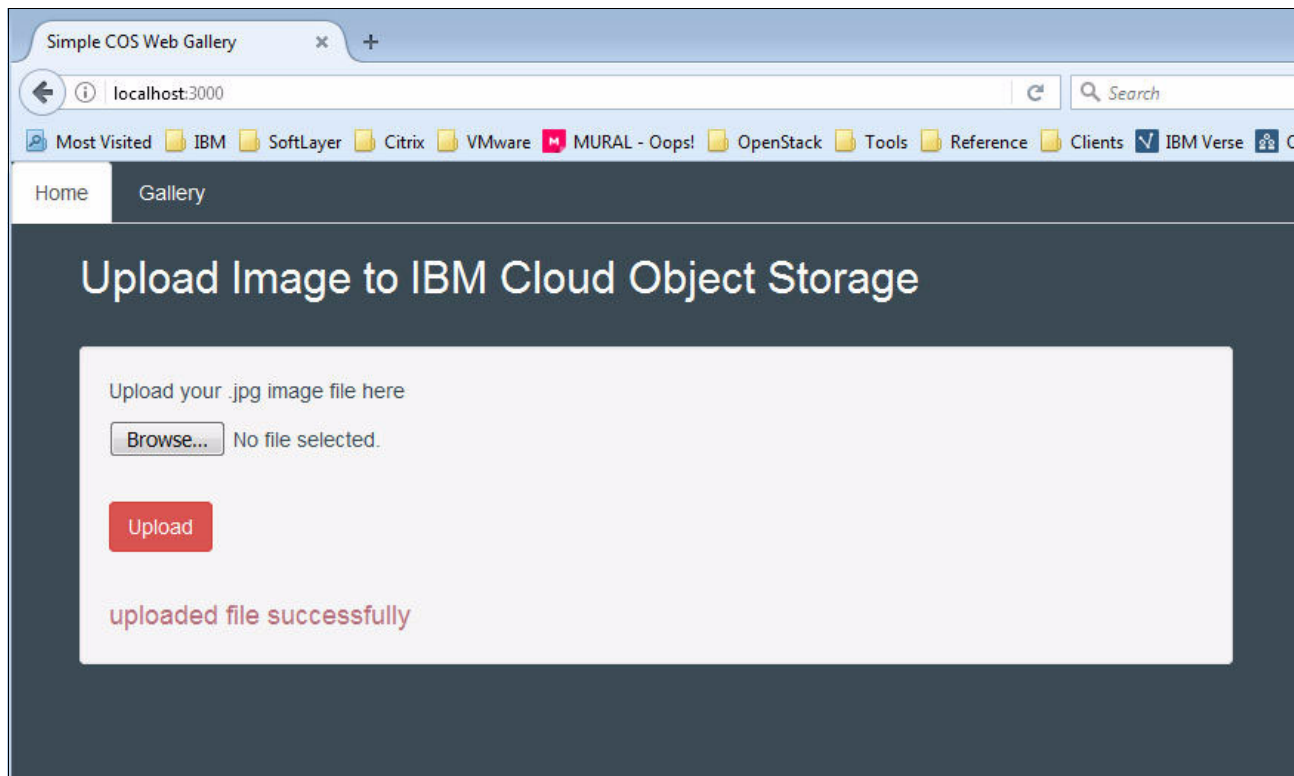 Simple COS Web Gallery
localhost:3000
Search
Most Visited IBM SoftLayer Citrix VMware MURAL - Oops! OpenStack Tools Reference Clients IBM Verse
Home Gallery
Upload Image to IBM Cloud Object Storage
Upload your .jpg image file here
Browse... No file selected.
Upload
uploaded file successfully